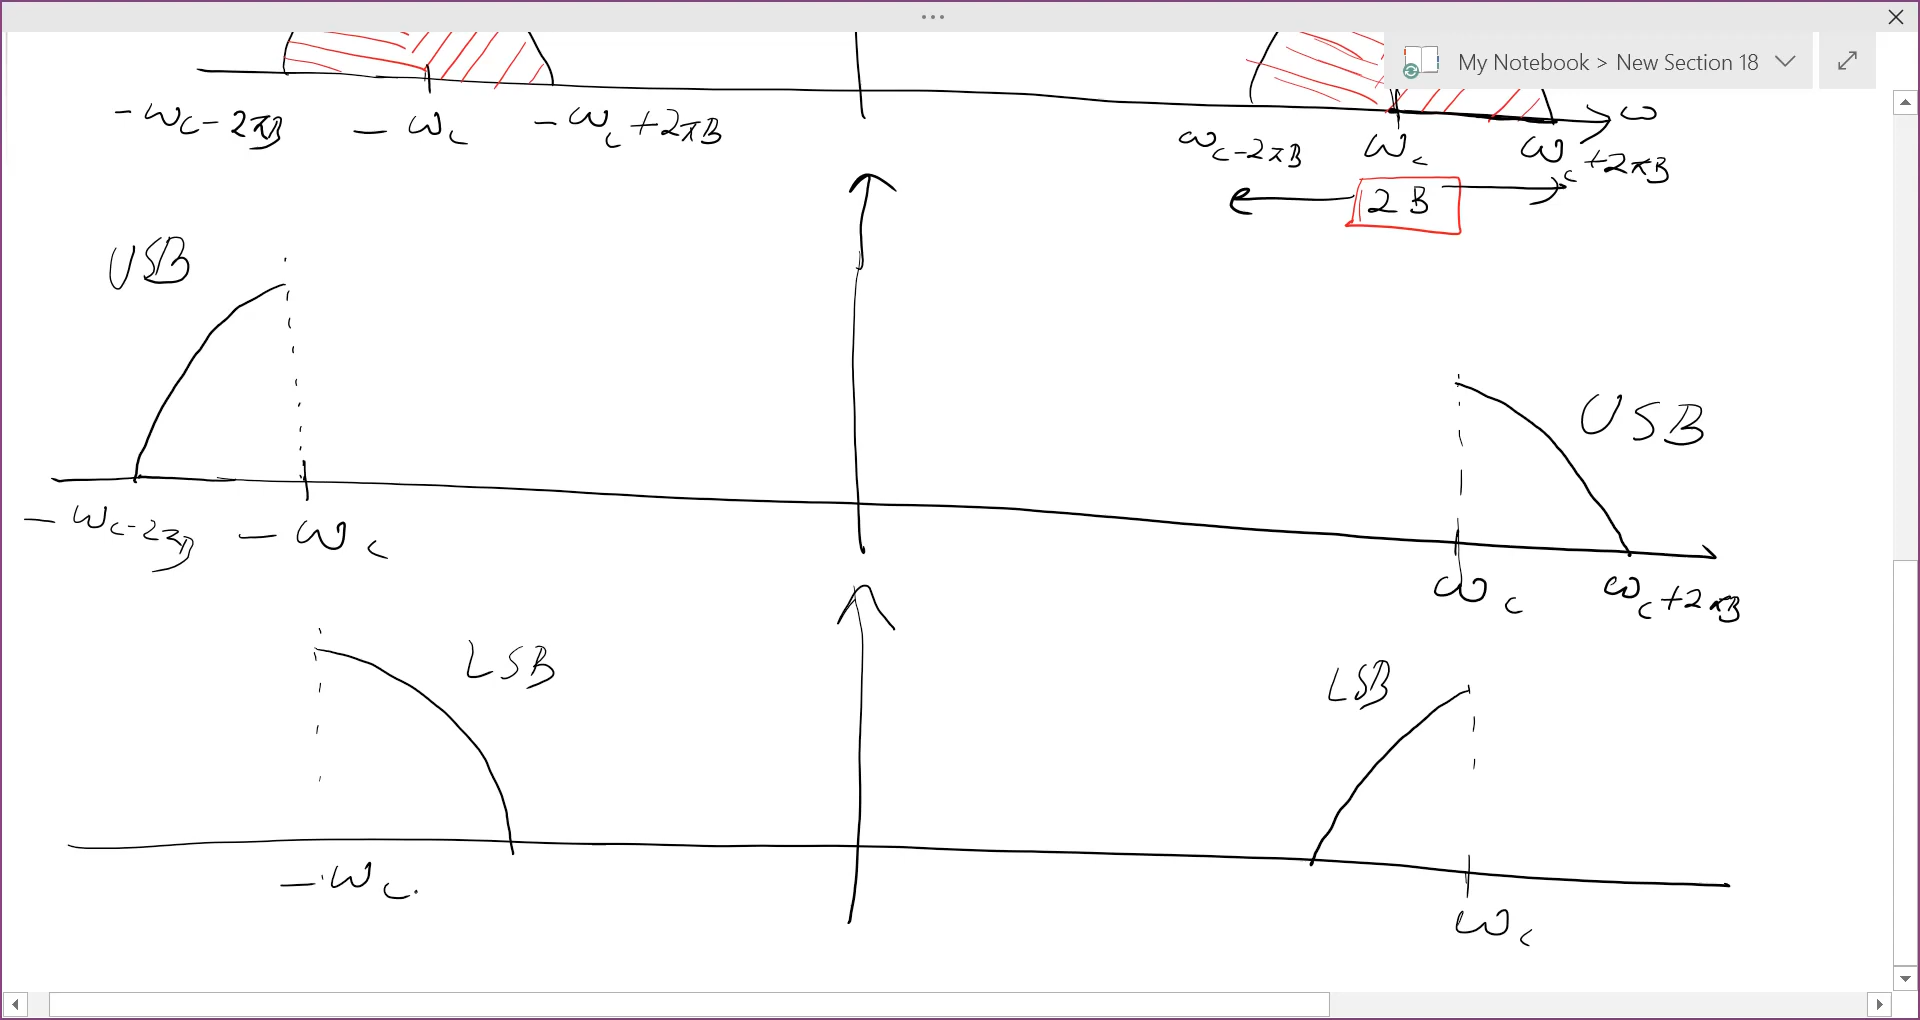 My Notebook > New Section 18
-ωc-2πB -ωc -ωc+2πB ωc-2πB ωc ωc+2πB ω
2B
USB
USB
-ωc-2πB -ωc ωc ωc+2πB
LSB LSB
-ωc. ωc